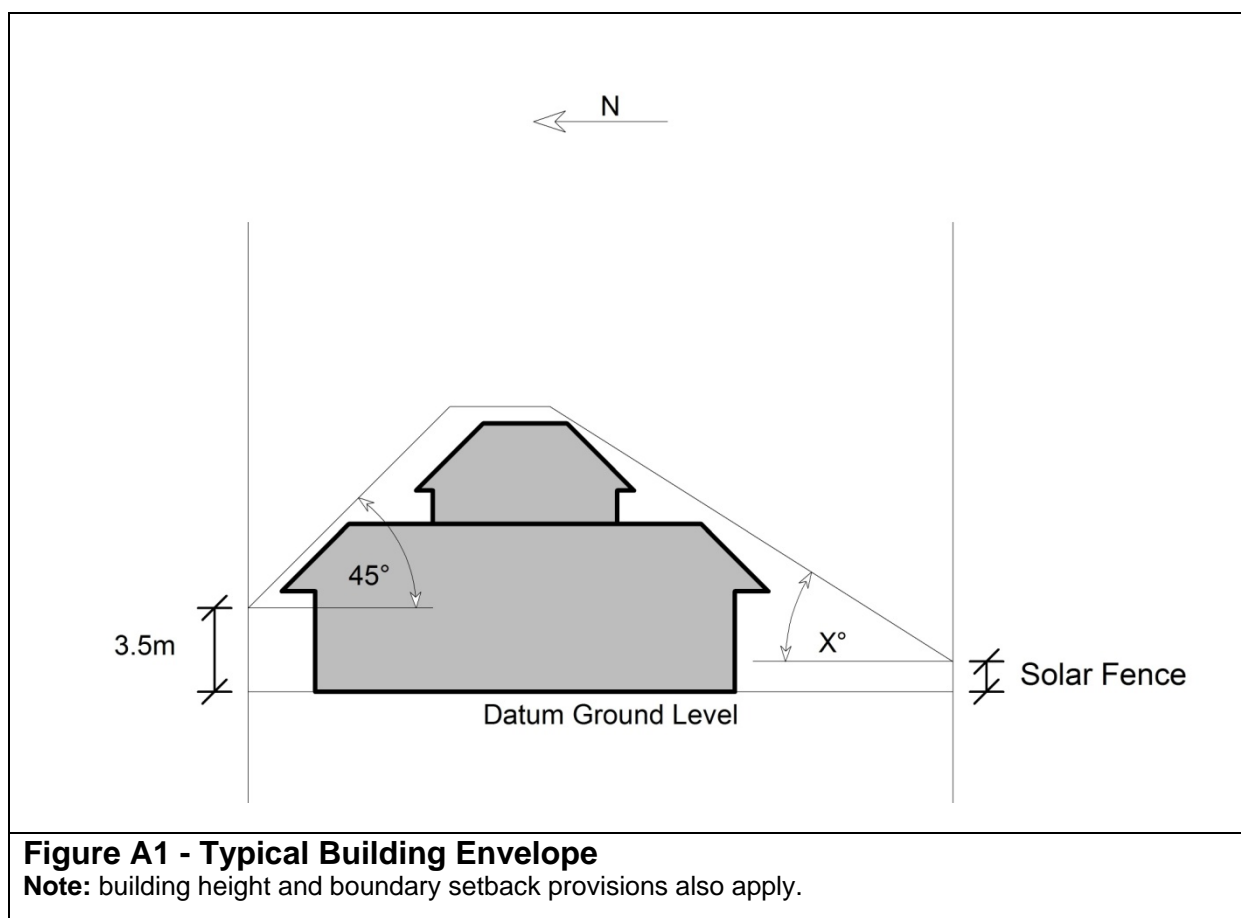 N
45°
3.5m
X°
Solar Fence
Datum Ground Level
Figure A1 - Typical Building Envelope
Note: building height and boundary setback provisions also apply.